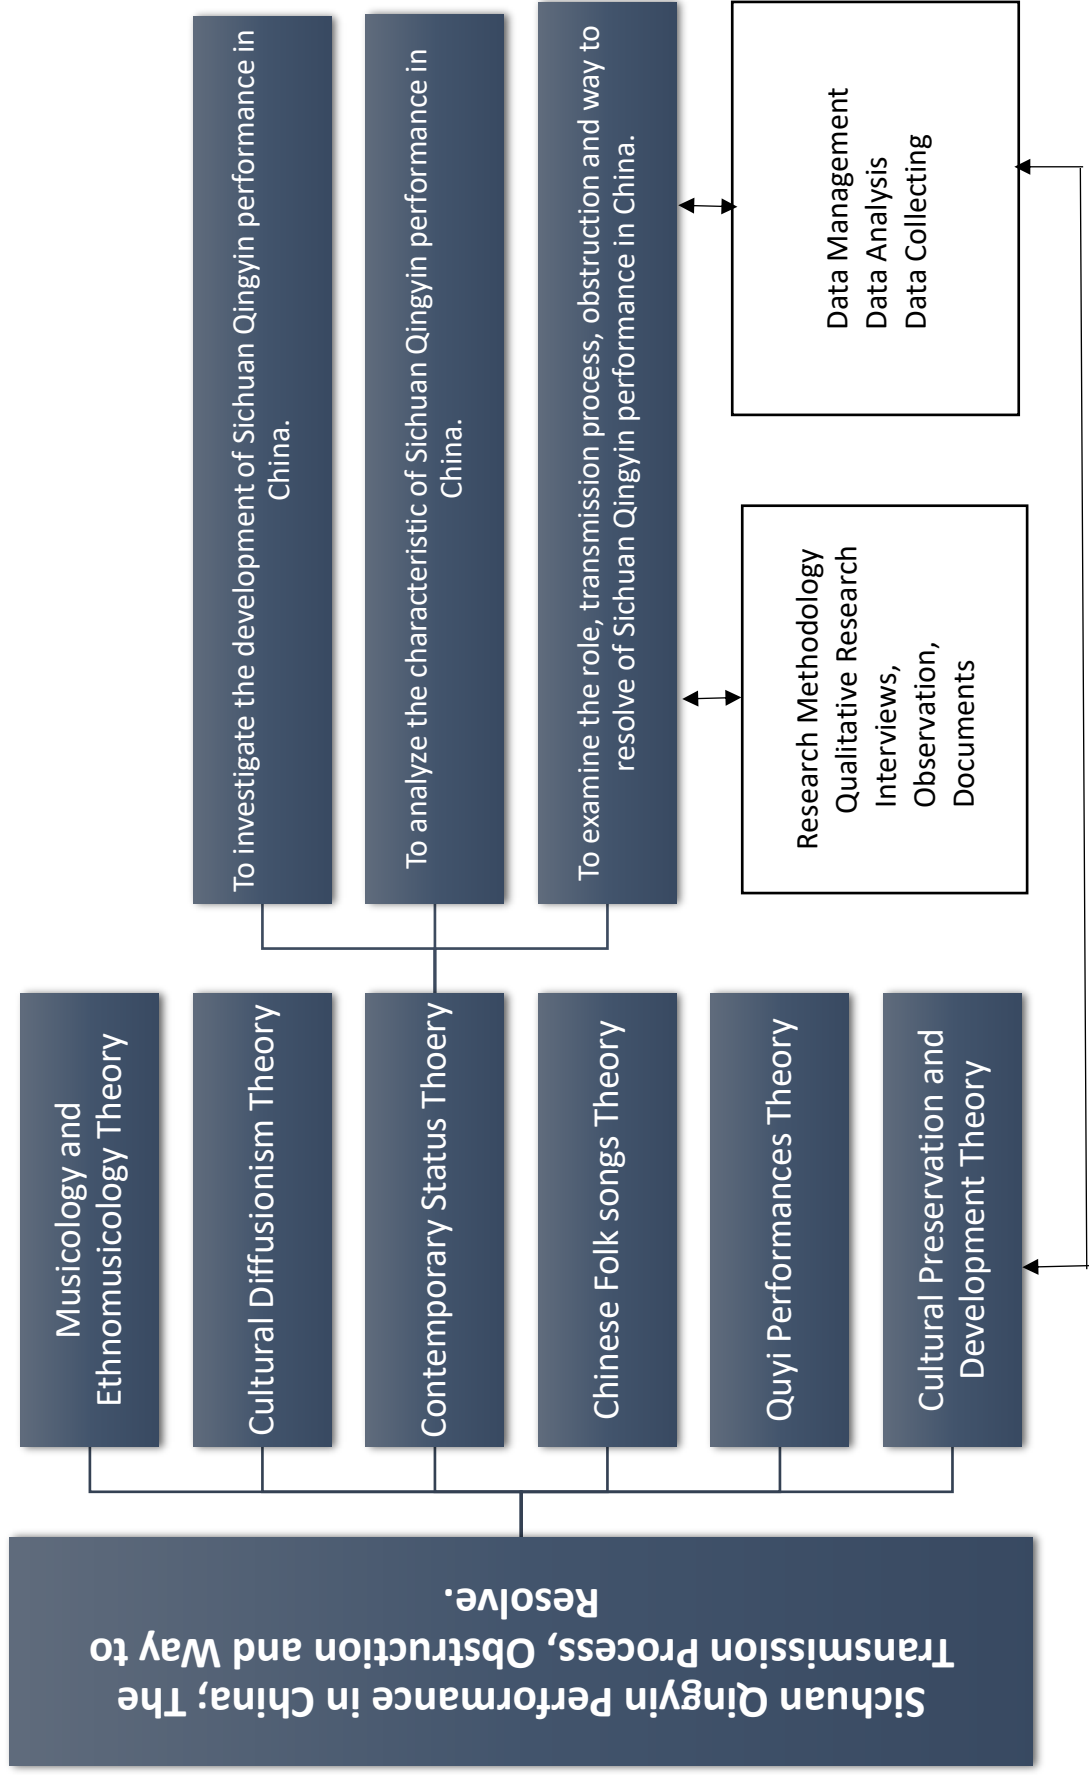 Sichuan Qingyin Performance in China; The
Transmission Process, Obstruction and Way to
Resolve.
Musicology and
Ethnomusicology Theory
Cultural Diffusionism Theory
Contemporary Status Thoery
Chinese Folk songs Theory
Quyi Performances Theory
Cultural Preservation and
Development Theory
To investigate the development of Sichuan Qingyin performance in
China.
To analyze the characteristic of Sichuan Qingyin performance in
China.
To examine the role, transmission process, obstruction and way to
resolve of Sichuan Qingyin performance in China.
Research Methodology
Qualitative Research
Interviews,
Observation,
Documents
Data Management
Data Analysis
Data Collecting